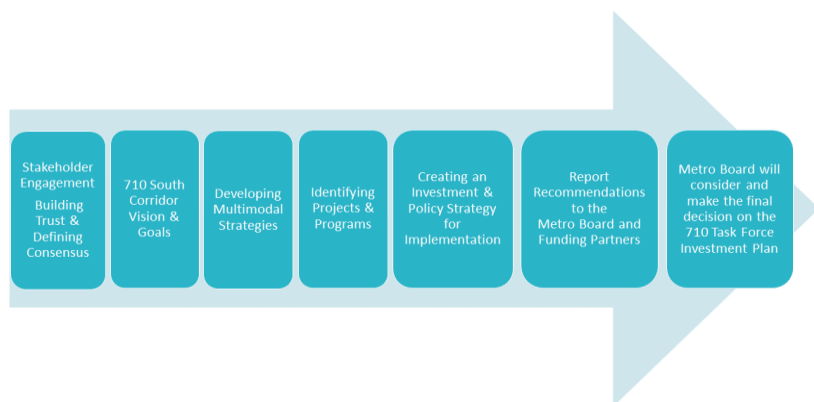 Stakeholder
Engagement
Building
Trust &
Defining
Consensus
710 South
Corridor
Vision &
Goals
Developing
Multimodal
Strategies
Identifying
Projects &
Programs
Creating an
Investment &
Policy Strategy
for
Implementation
Report
Recommendations
to the
Metro Board and
Funding Partners
Metro Board will
consider and
make the final
decision on the
710 Task Force
Investment Plan